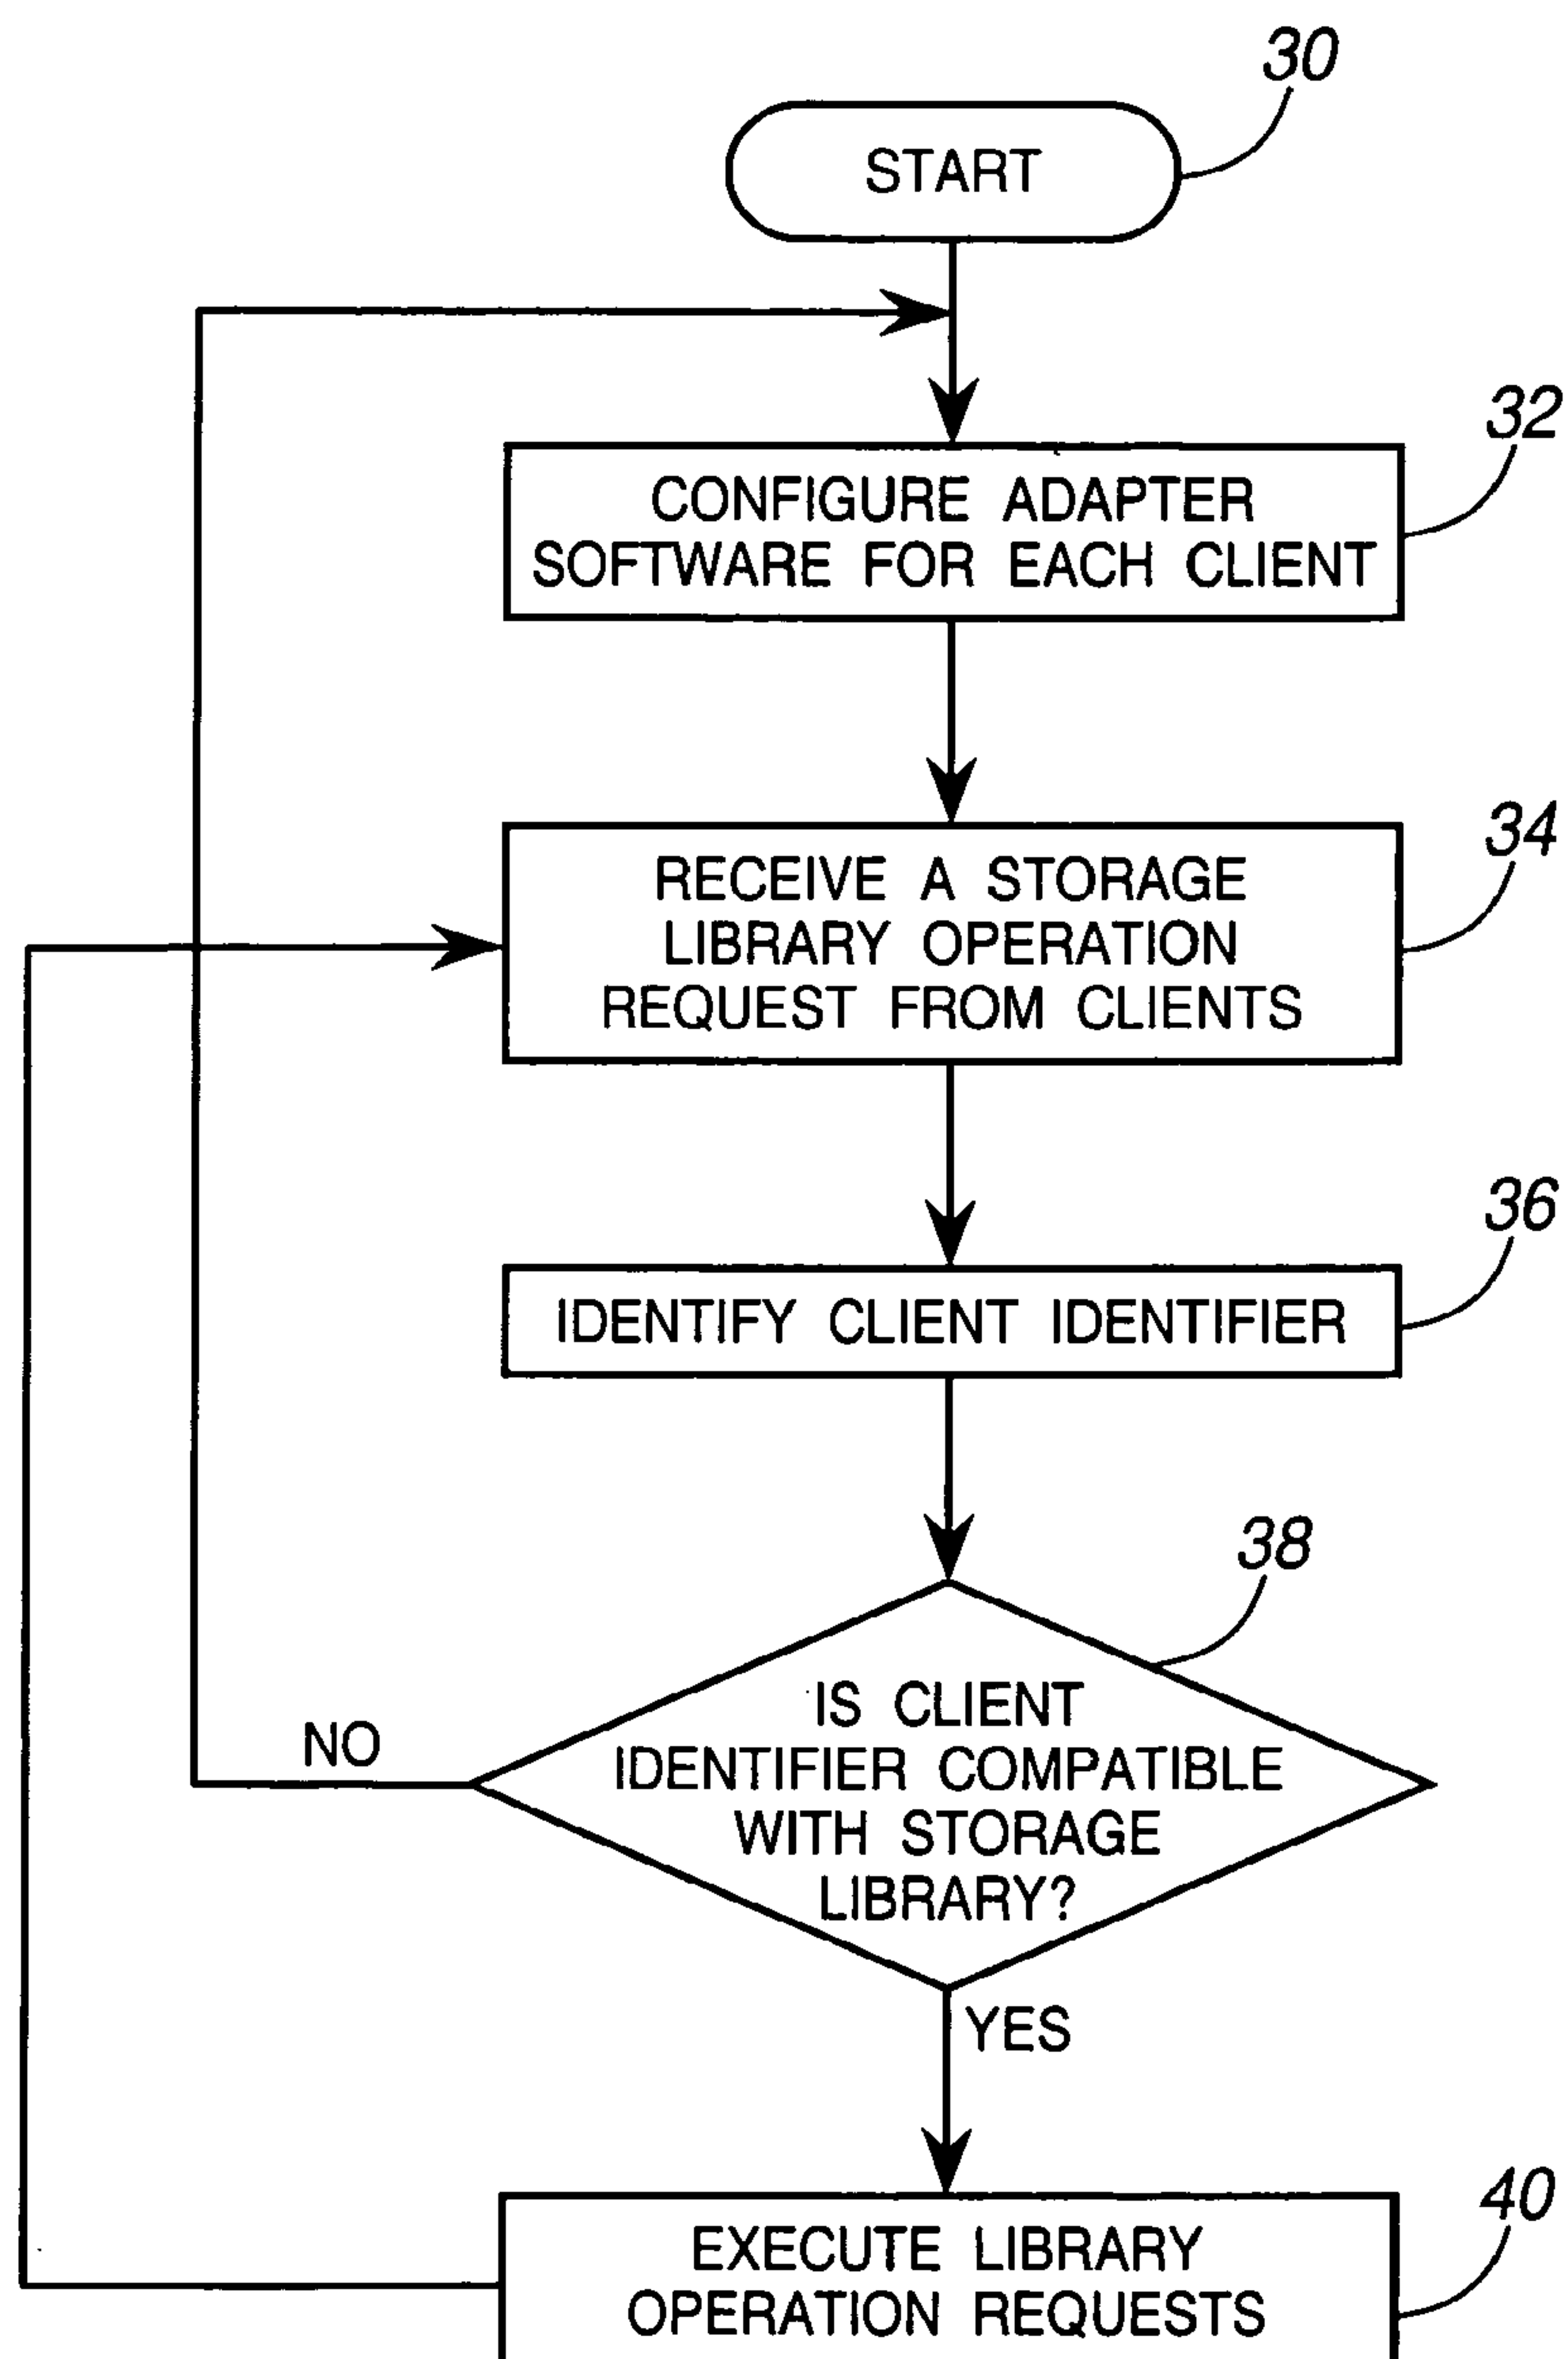 30
START
32
CONFIGURE ADAPTER
SOFTWARE FOR EACH CLIENT
34
RECEIVE A STORAGE
LIBRARY OPERATION
REQUEST FROM CLIENTS
36
IDENTIFY CLIENT IDENTIFIER
38
IS CLIENT
IDENTIFIER COMPATIBLE
WITH STORAGE
LIBRARY?
NO
YES
40
EXECUTE LIBRARY
OPERATION REQUESTS